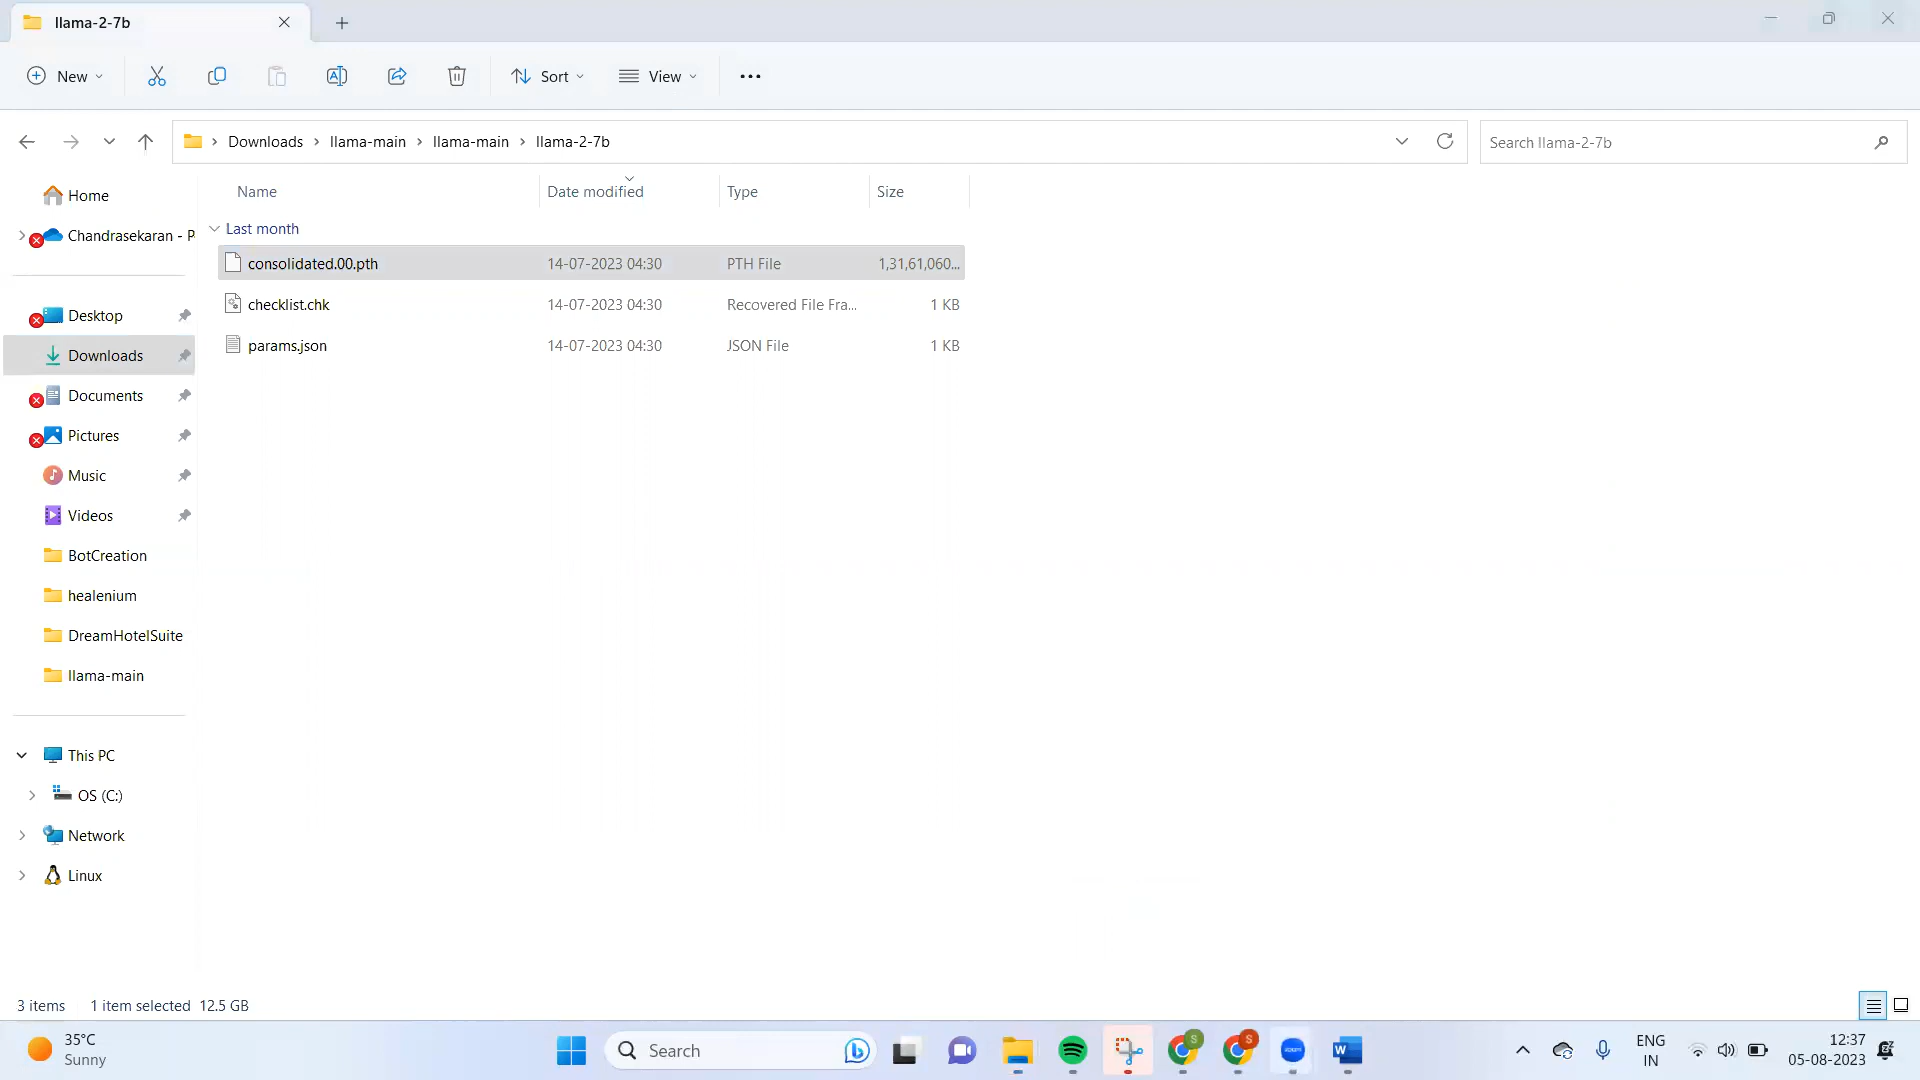 llama-2-7b
New
Sort
View
Downloads
llama-main
llama-main
llama-2-7b
Search llama-2-7b
Name
Date modified
Type
Size
Home
Chandrasekaran - P
Desktop
Downloads
Documents
Pictures
Music
Videos
BotCreation
healenium
DreamHotelSuite
llama-main
This PC
OS (C:)
Network
Linux
Last month
consolidated.00.pth 14-07-2023 04:30 PTH File 1,31,61,060...
checklist.chk 14-07-2023 04:30 Recovered File Fra... 1 KB
params.json 14-07-2023 04:30 JSON File 1 KB
3 items 1 item selected 12.5 GB
35°C
Sunny
Search
S
S
zoom
W
ENG
IN
12:37
05-08-2023